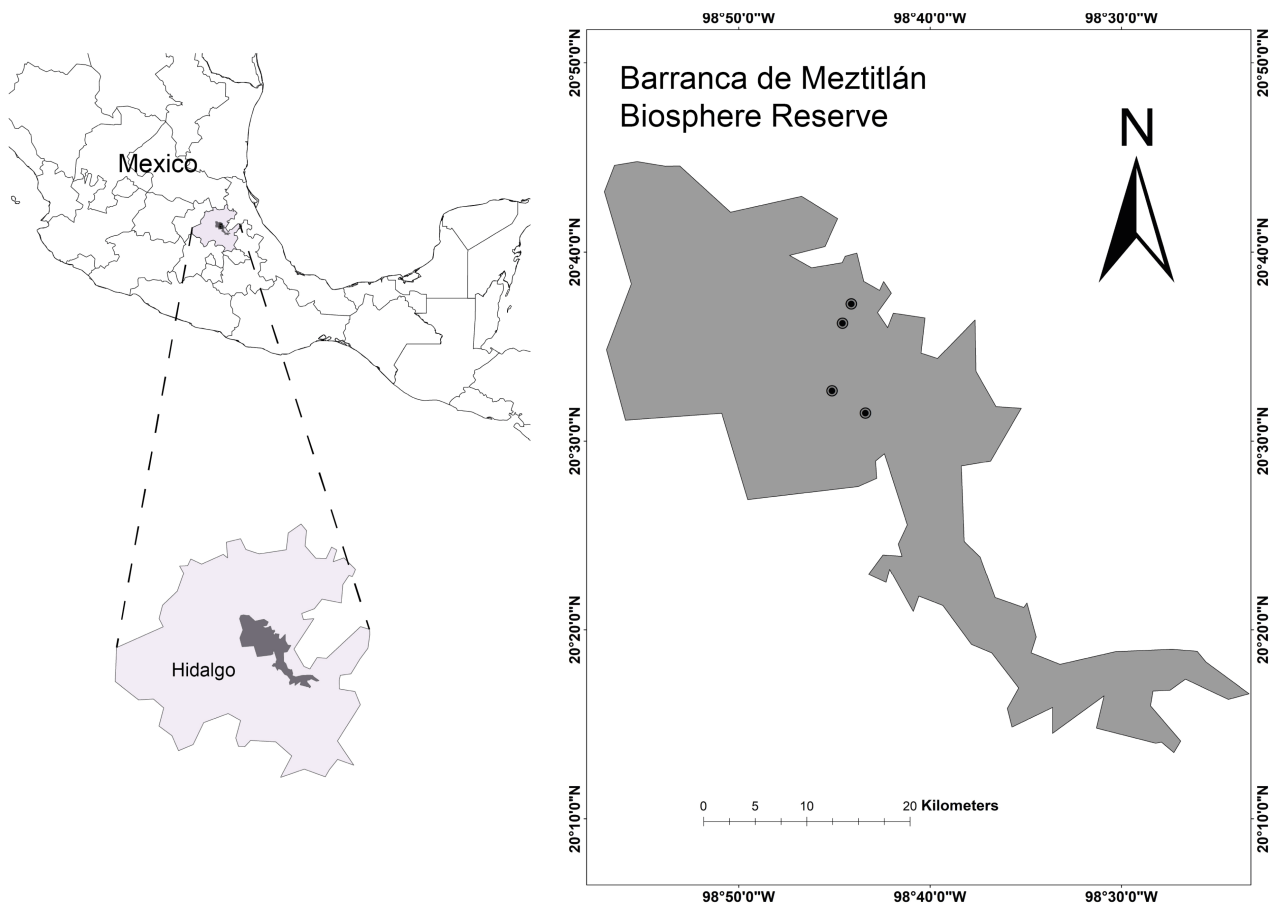 Mexico
Hidalgo
98°50'0"W 98°40'0"W 98°30'0"W
Barranca de Meztitlán
Biosphere Reserve
N
20°50'0"N
20°40'0"N
20°30'0"N
20°20'0"N
20°10'0"N
20°50'0"N
20°40'0"N
20°30'0"N
20°20'0"N
20°10'0"N
0 5 10 20 Kilometers
98°50'0"W 98°40'0"W 98°30'0"W